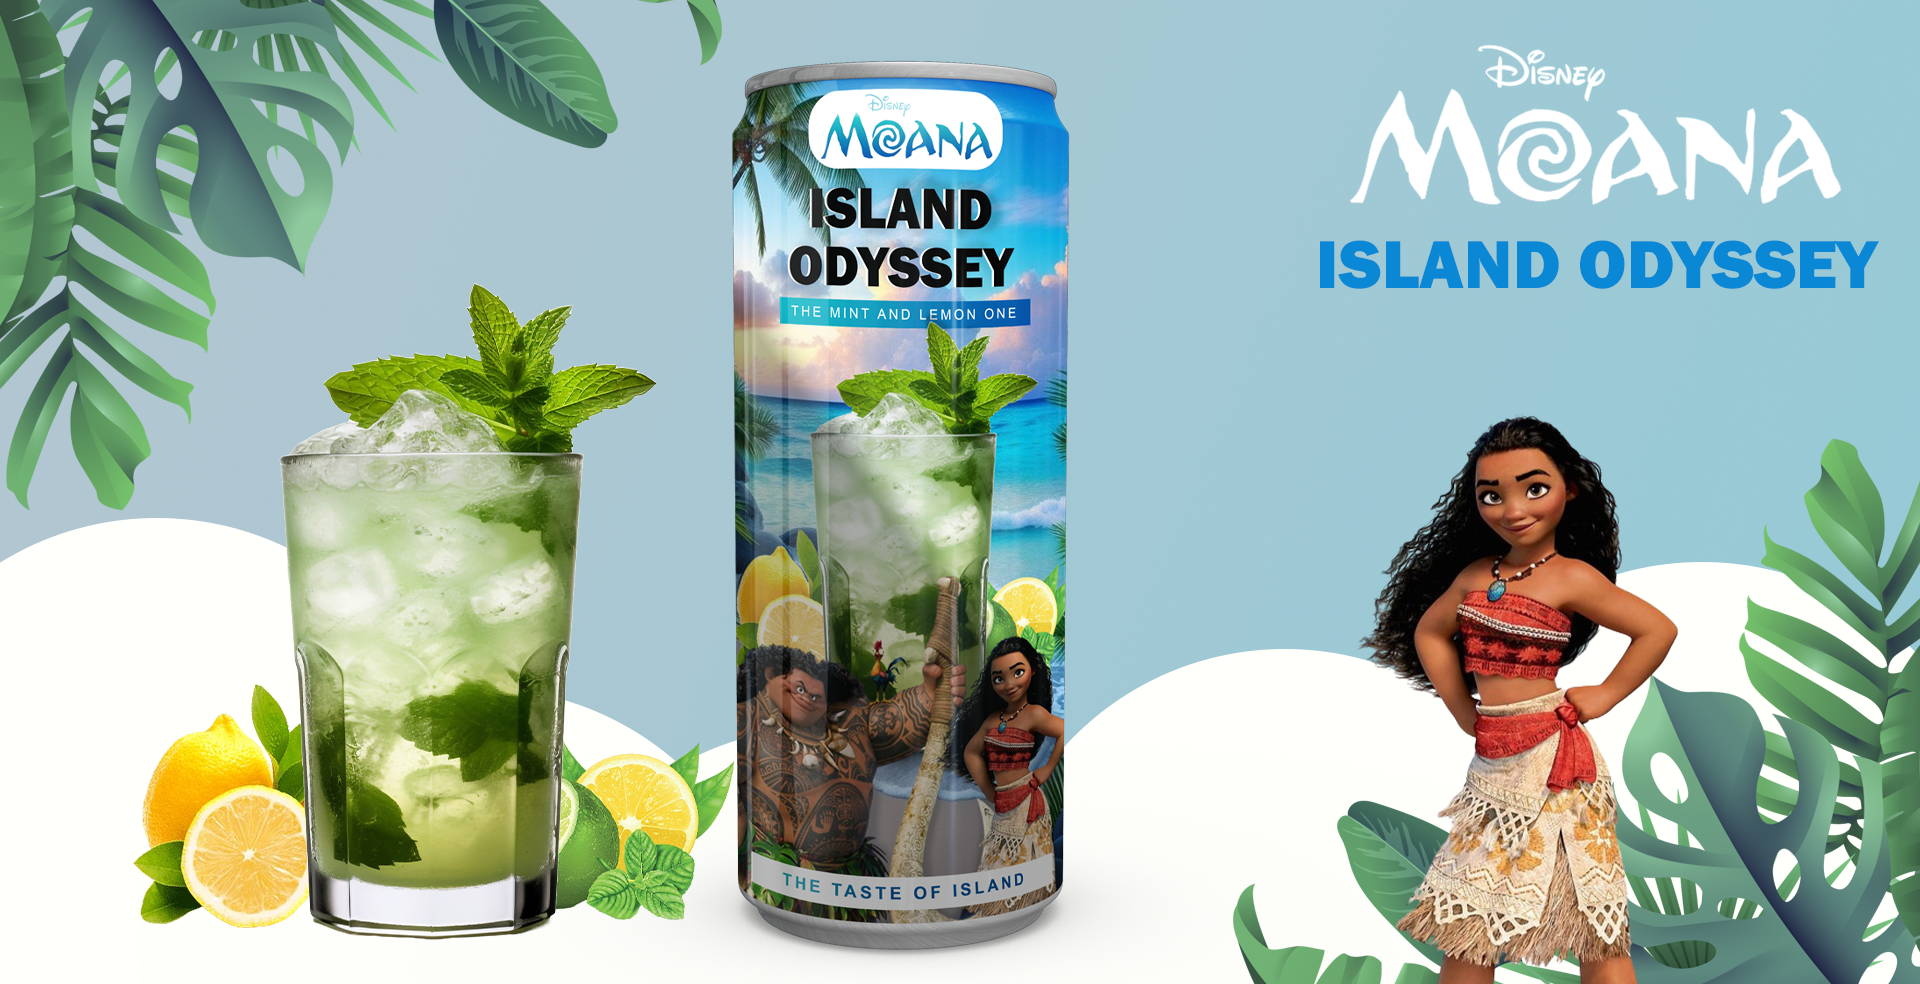 DISNEY
MOANA
ISLAND
ODYSSEY
THE MINT AND LEMON ONE
THE TASTE OF ISLAND
DISNEY
MOANA
ISLAND ODYSSEY